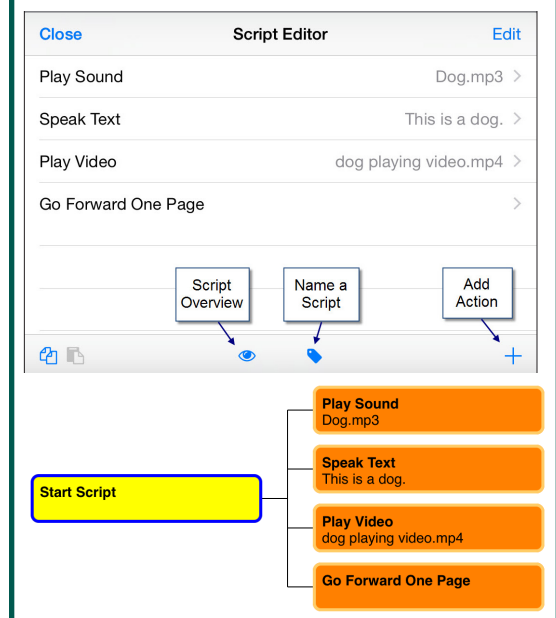 Close Script Editor Edit
Play Sound Dog.mp3
Speak Text This is a dog.
Play Video dog playing video.mp4
Go Forward One Page
Script
Overview
Name a
Script
Add
Action
Start Script
Play Sound
Dog.mp3
Speak Text
This is a dog.
Play Video
dog playing video.mp4
Go Forward One Page